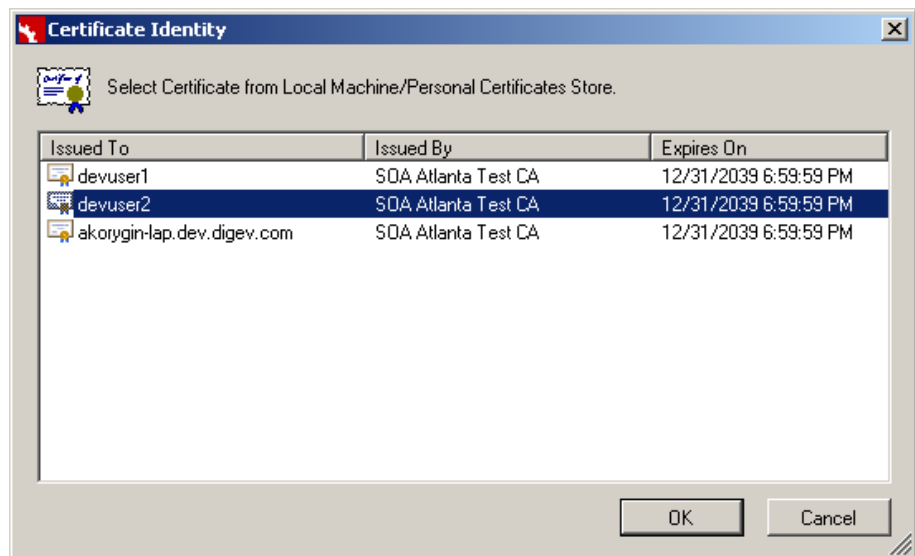 Certificate Identity
Select Certificate from Local Machine/Personal Certificates Store.
Issued To Issued By Expires On
devuser1 SOA Atlanta Test CA 12/31/2039 6:59:59 PM
devuser2 SOA Atlanta Test CA 12/31/2039 6:59:59 PM
akorygin-lap.dev.digev.com SOA Atlanta Test CA 12/31/2039 6:59:59 PM
OK Cancel